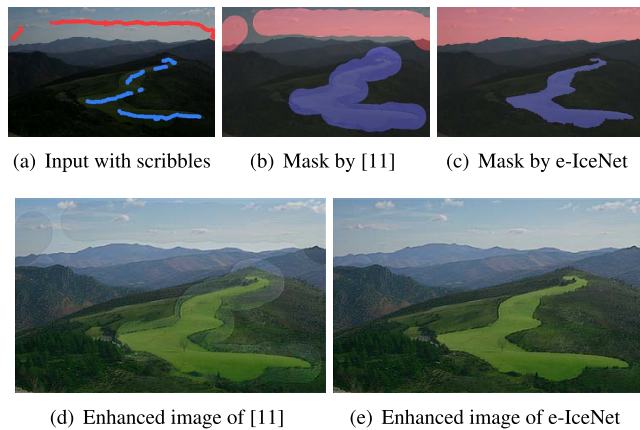 (a) Input with scribbles
(b) Mask by [11]
(c) Mask by e-IceNet
(d) Enhanced image of [11]
(e) Enhanced image of e-IceNet